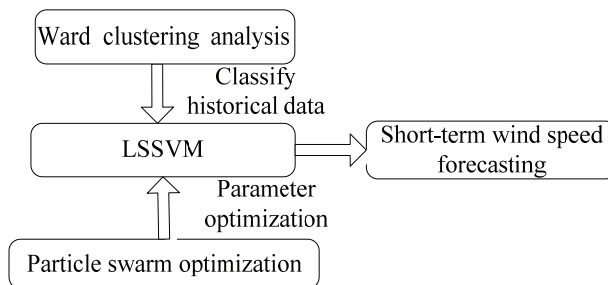 Ward clustering analysis
Classify
historical data
LSSVM
Short-term wind speed
forecasting
Parameter
optimization
Particle swarm optimization